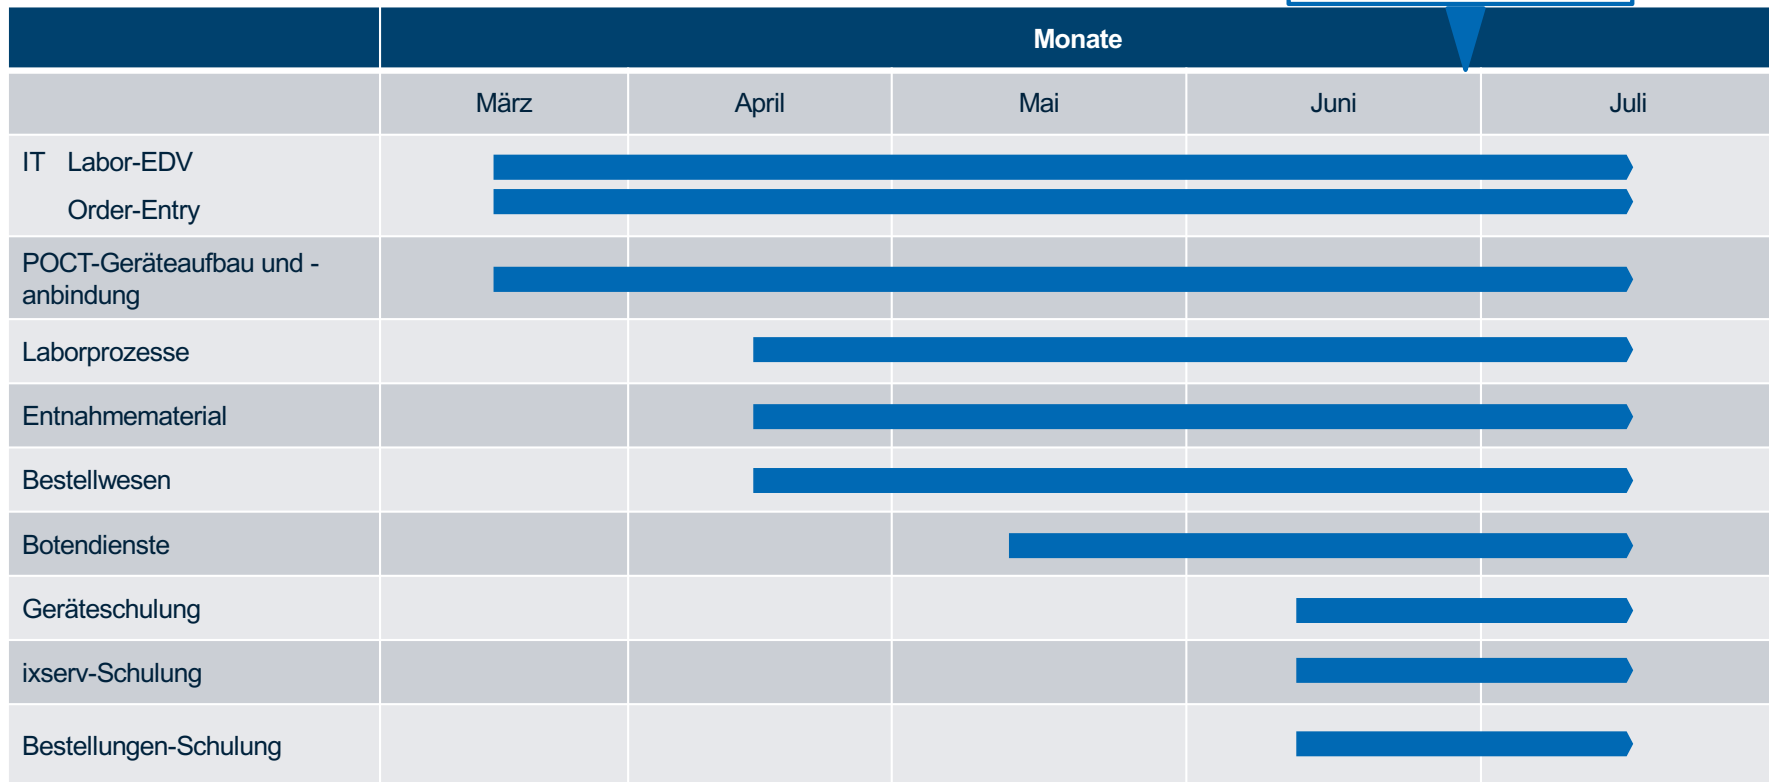 Monate
März April Mai Juni Juli
IT Labor-EDV
Order-Entry
POCT-Geräteaufbau und -
anbindung
Laborprozesse
Entnahmematerial
Bestellwesen
Botendienste
Geräteschulung
ixserv-Schulung
Bestellungen-Schulung